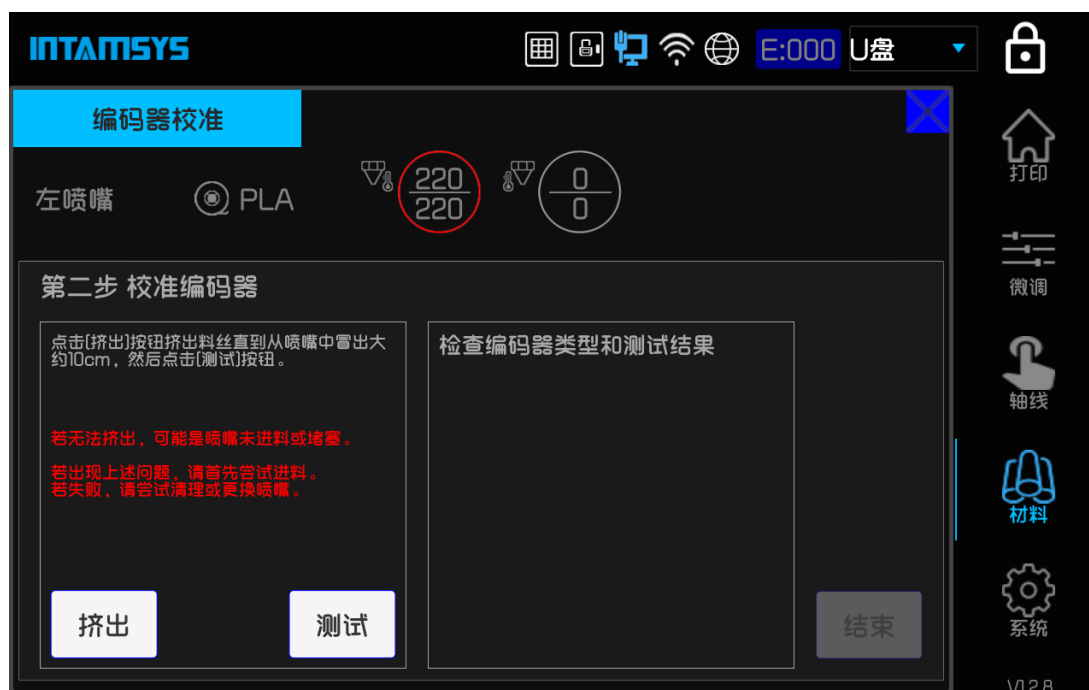 INTAMSYS
E:000
U盘
编码器校准
左喷嘴
PLA
220
220
0
0
第二步 校准编码器
点击[挤出]按钮挤出料丝直到从喷嘴中冒出大
约10cm，然后点击[测试]按钮。
若无法挤出，可能是喷嘴未进料或堵塞。
若出现上述问题，请首先尝试进料。
若失败，请尝试清理或更换喷嘴。
挤出
测试
检查编码器类型和测试结果
结束
打印
微调
轴线
材料
系统
V1.2.8